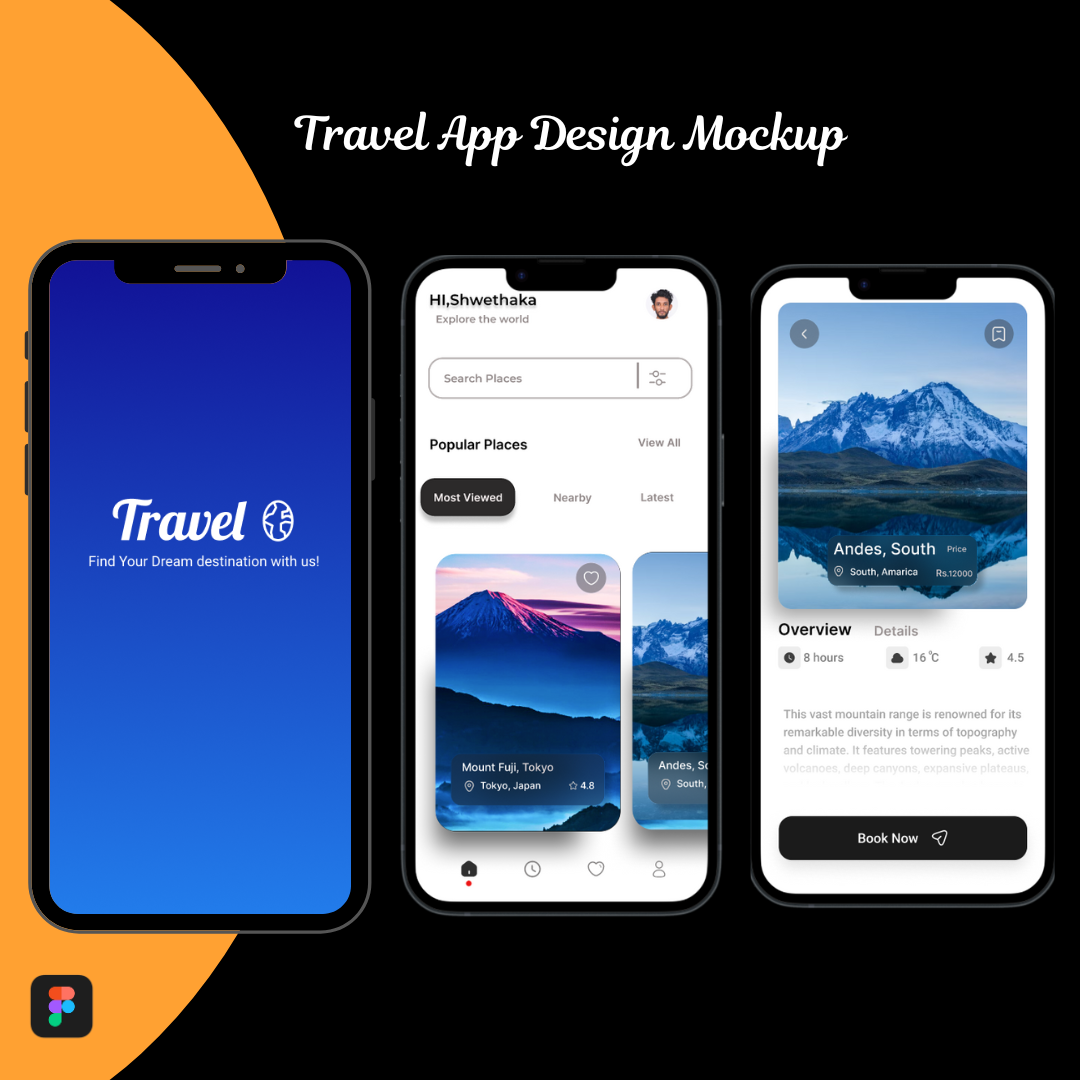 Travel App Design Mockup
Travel
Find Your Dream destination with us!
HI,Shwethaka
Explore the world
Search Places
Popular Places
View All
Most Viewed
Nearby
Latest
Mount Fuji, Tokyo
Tokyo, Japan
4.8
Andes, So
South,
Andes, South
Price
South, Amarica
Rs.12000
Overview
Details
8 hours
16 °C
4.5
This vast mountain range is renowned for its
remarkable diversity in terms of topography
and climate. It features towering peaks, active
volcanoes, deep canyons, expansive plateaus,
Book Now